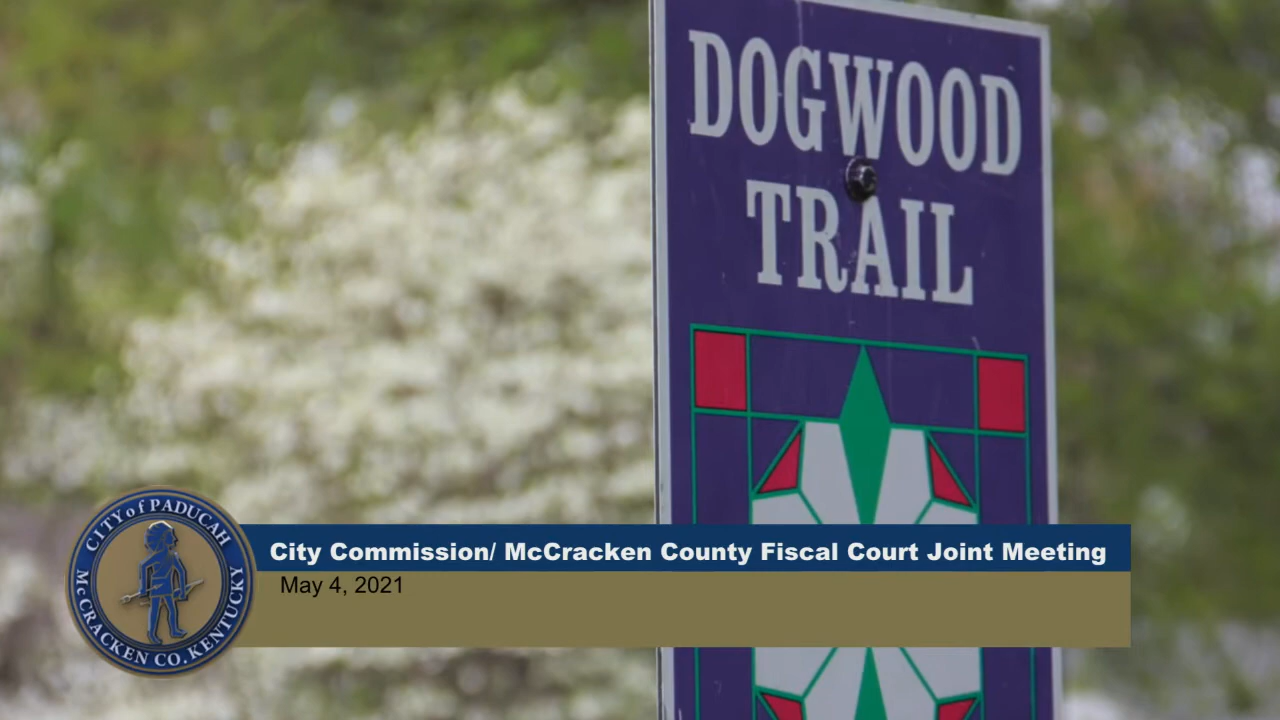 DOGWOOD
TRAIL
City Commission/ McCracken County Fiscal Court Joint Meeting
May 4, 2021
CITY of PADUCAH
McCRACKEN CO. KENTUCKY